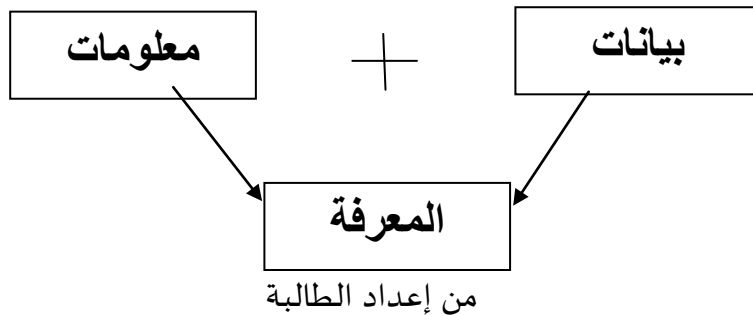 بيانات + معلومات
المعرفة
من إعداد الطالبة